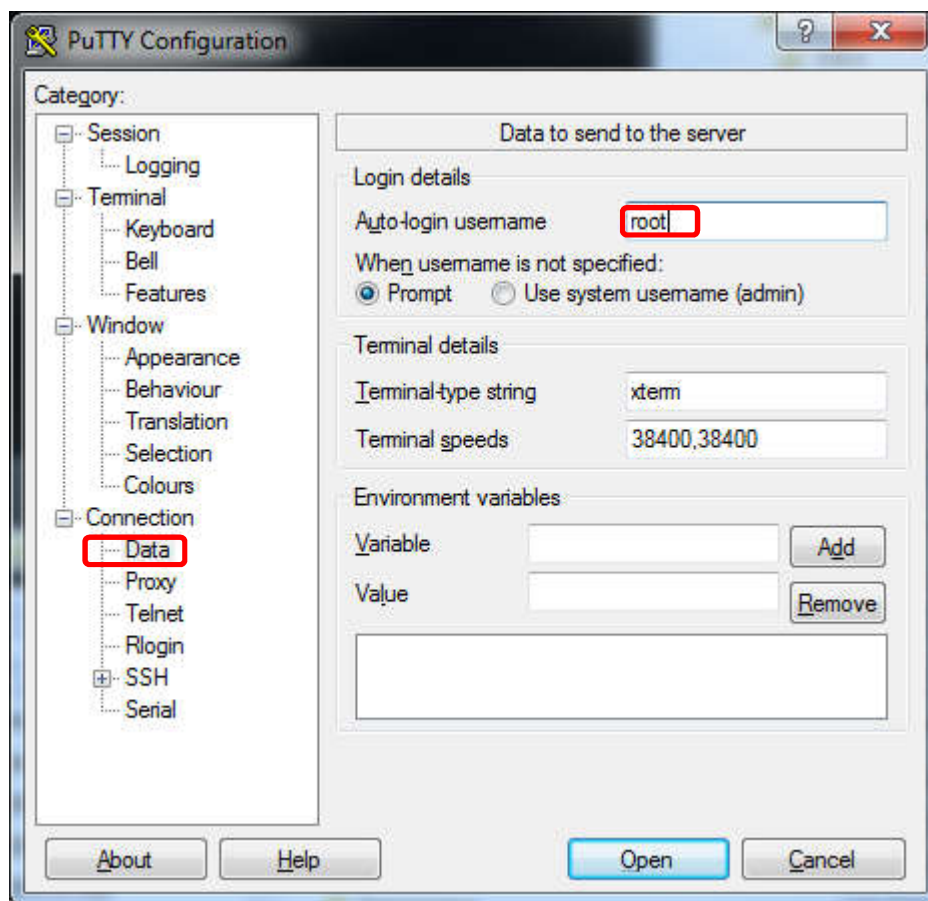 PuTTY Configuration
?
Category:
Session
Logging
Terminal
Keyboard
Bell
Features
Window
Appearance
Behaviour
Translation
Selection
Colours
Connection
Data
Proxy
Telnet
Rlogin
SSH
Serial
Data to send to the server
Login details
Auto-login username root
When username is not specified:
Prompt Use system username (admin)
Terminal details
Terminal-type string xterm
Terminal speeds 38400,38400
Environment variables
Variable Add
Value Remove
About Help Open Cancel